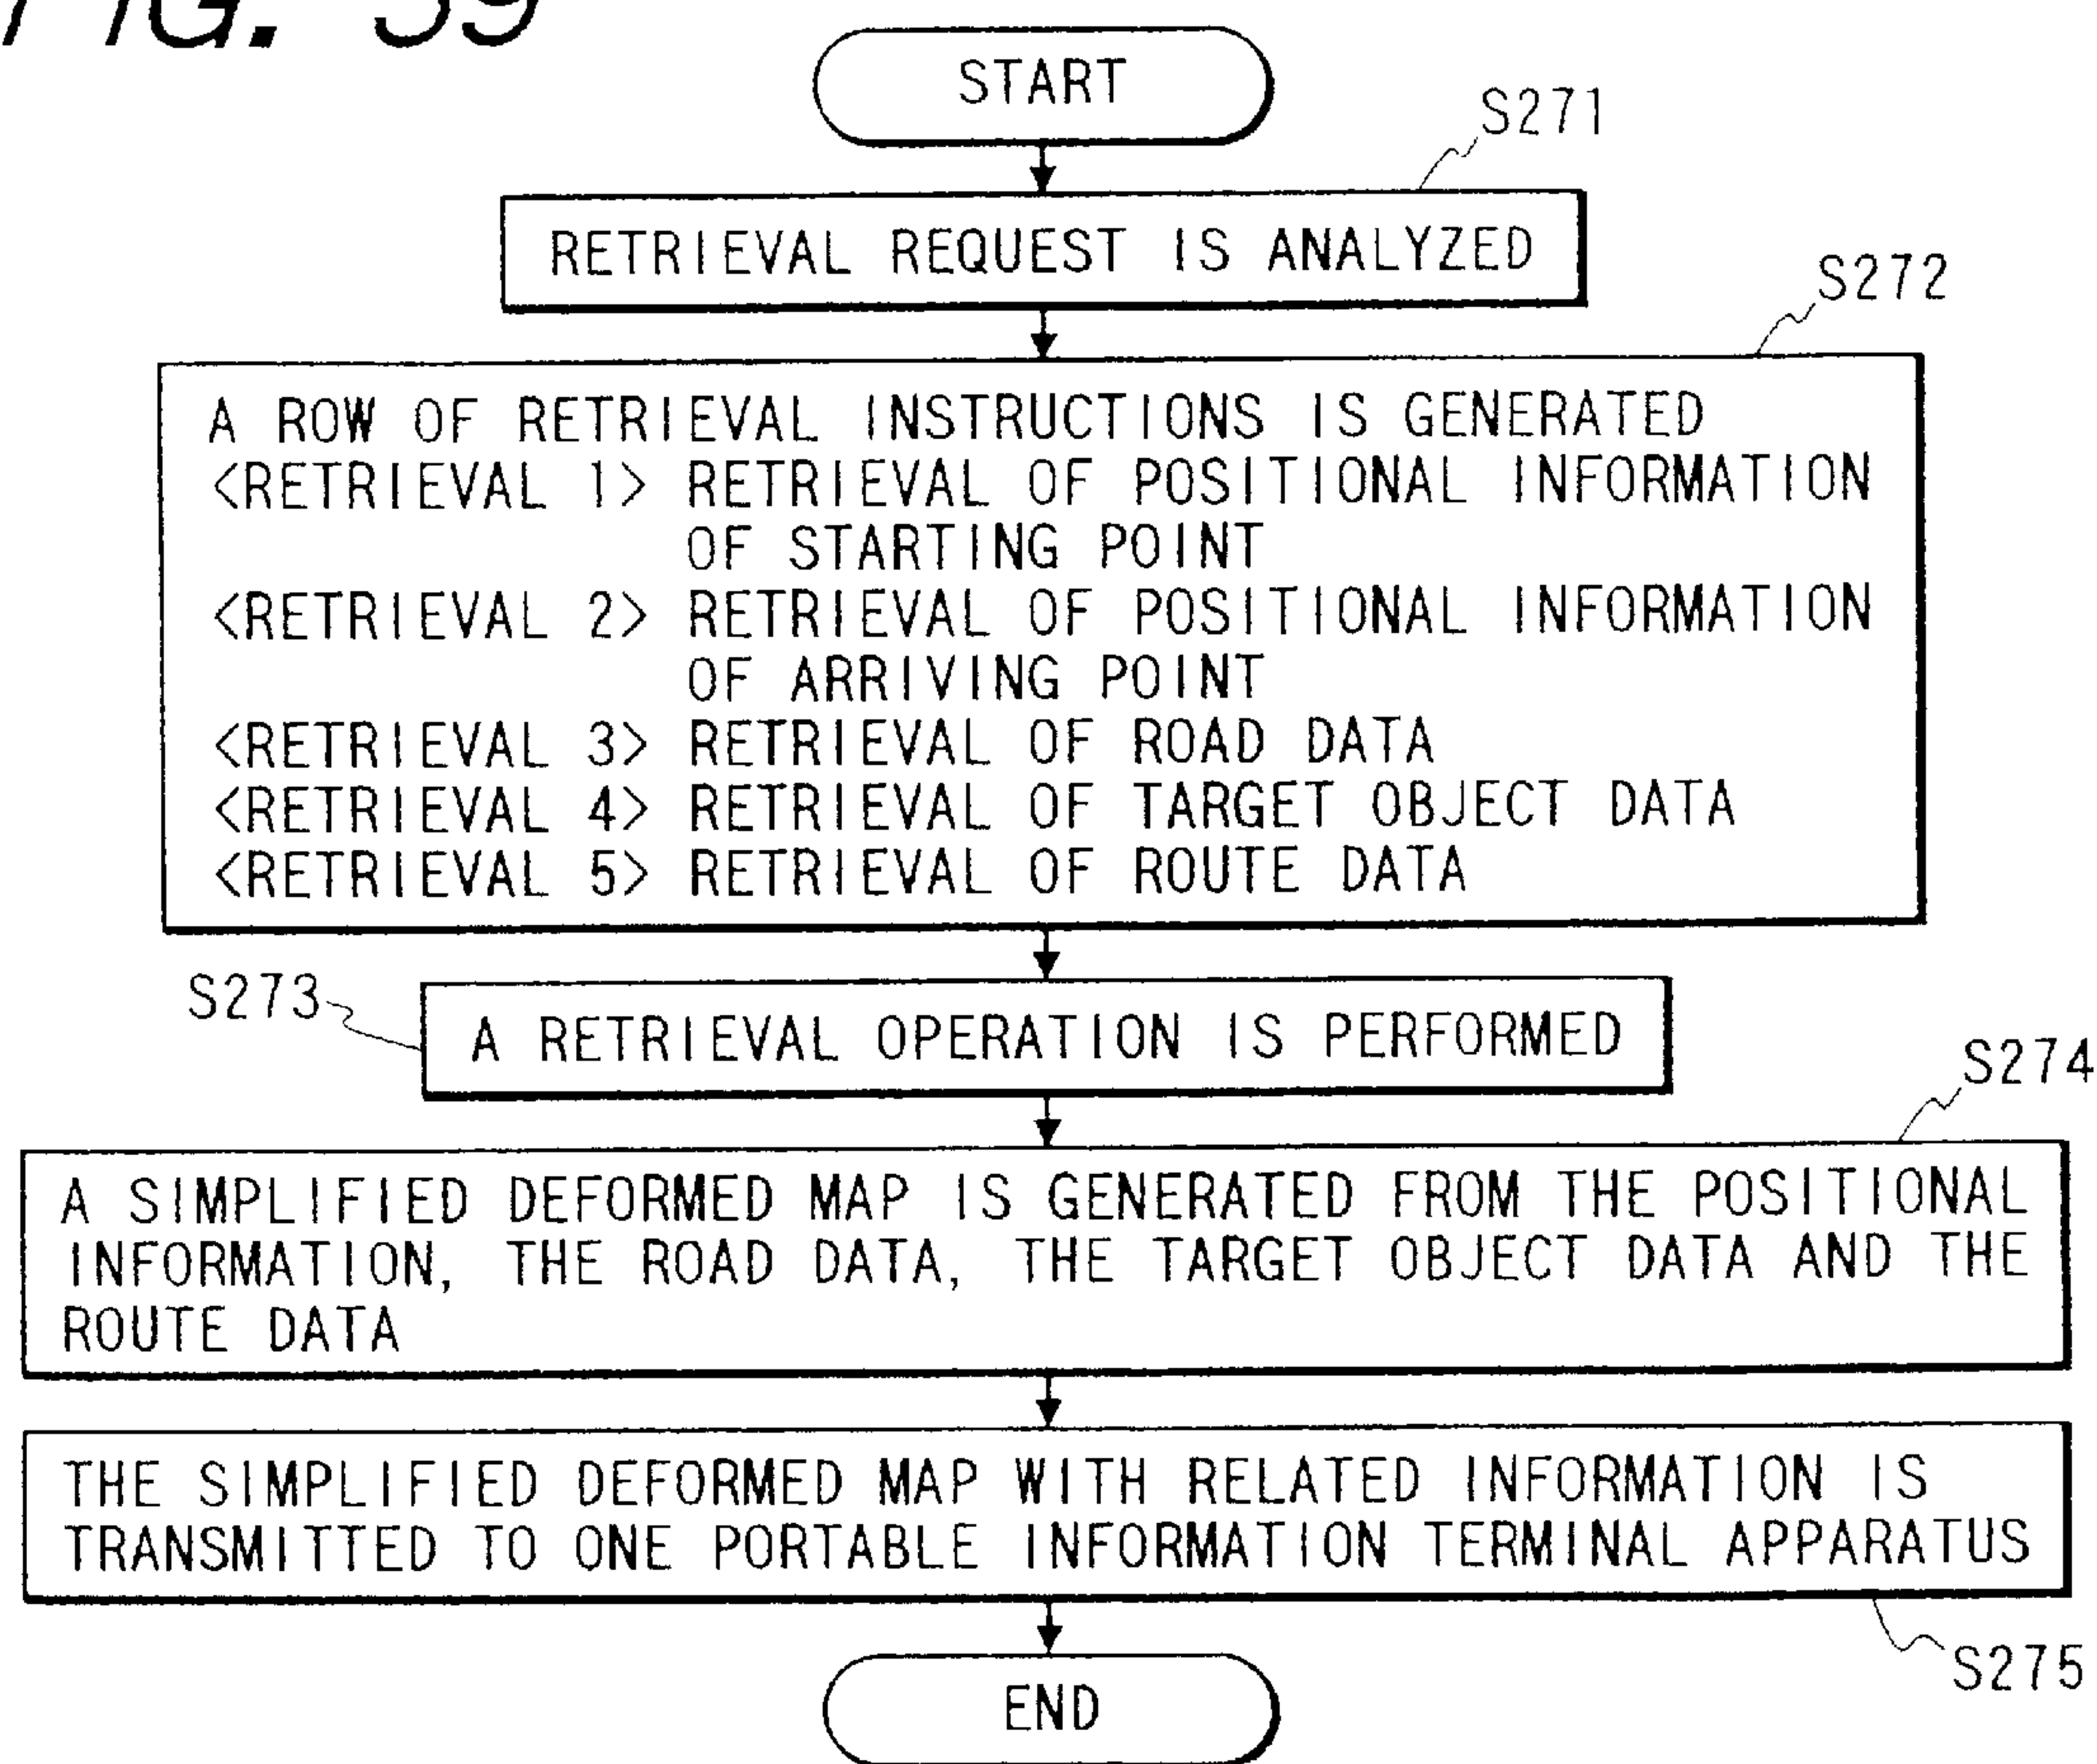 FIG. 39
START
S271
RETRIEVAL REQUEST IS ANALYZED
S272
A ROW OF RETRIEVAL INSTRUCTIONS IS GENERATED
<RETRIEVAL 1> RETRIEVAL OF POSITIONAL INFORMATION
OF STARTING POINT
<RETRIEVAL 2> RETRIEVAL OF POSITIONAL INFORMATION
OF ARRIVING POINT
<RETRIEVAL 3> RETRIEVAL OF ROAD DATA
<RETRIEVAL 4> RETRIEVAL OF TARGET OBJECT DATA
<RETRIEVAL 5> RETRIEVAL OF ROUTE DATA
S273
A RETRIEVAL OPERATION IS PERFORMED
S274
A SIMPLIFIED DEFORMED MAP IS GENERATED FROM THE POSITIONAL
INFORMATION, THE ROAD DATA, THE TARGET OBJECT DATA AND THE
ROUTE DATA
THE SIMPLIFIED DEFORMED MAP WITH RELATED INFORMATION IS
TRANSMITTED TO ONE PORTABLE INFORMATION TERMINAL APPARATUS
S275
END